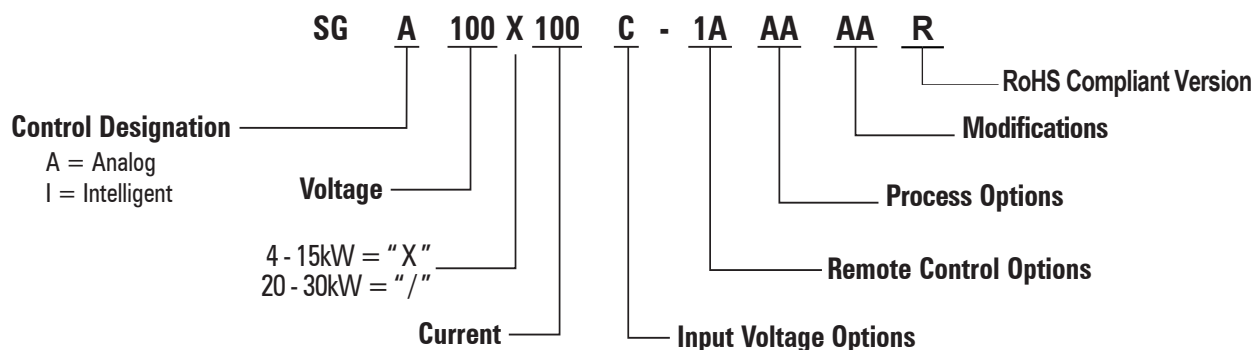 SG A 100 X 100 C - 1A AA AA R
RoHS Compliant Version
Control Designation
Modifications
A = Analog
I = Intelligent
Voltage
Process Options
4 - 15kW = “X”
20 - 30kW = “/”
Remote Control Options
Current
Input Voltage Options